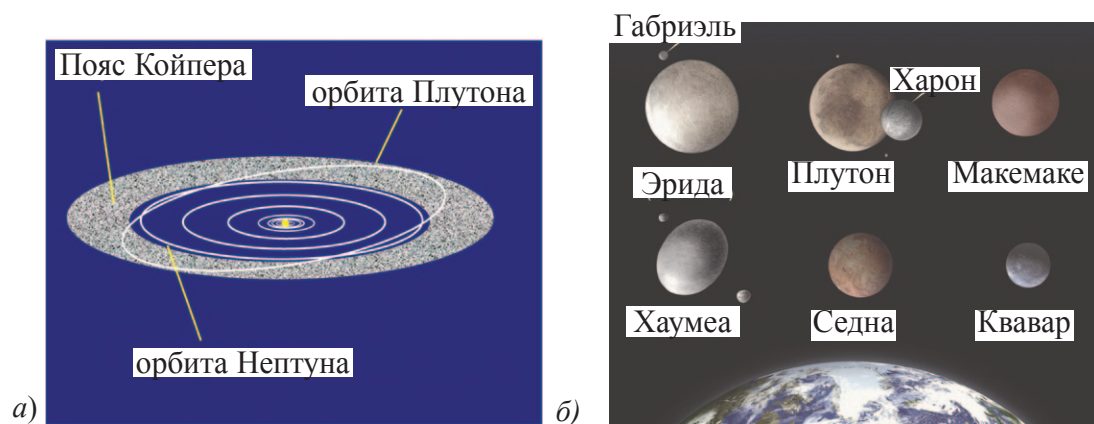 Пояс Койпера
орбита Плутона
орбита Нептуна
а)
Габриэль
Харон
Эрида
Плутон
Макемаке
Хаумеа
Седна
Квавар
б)